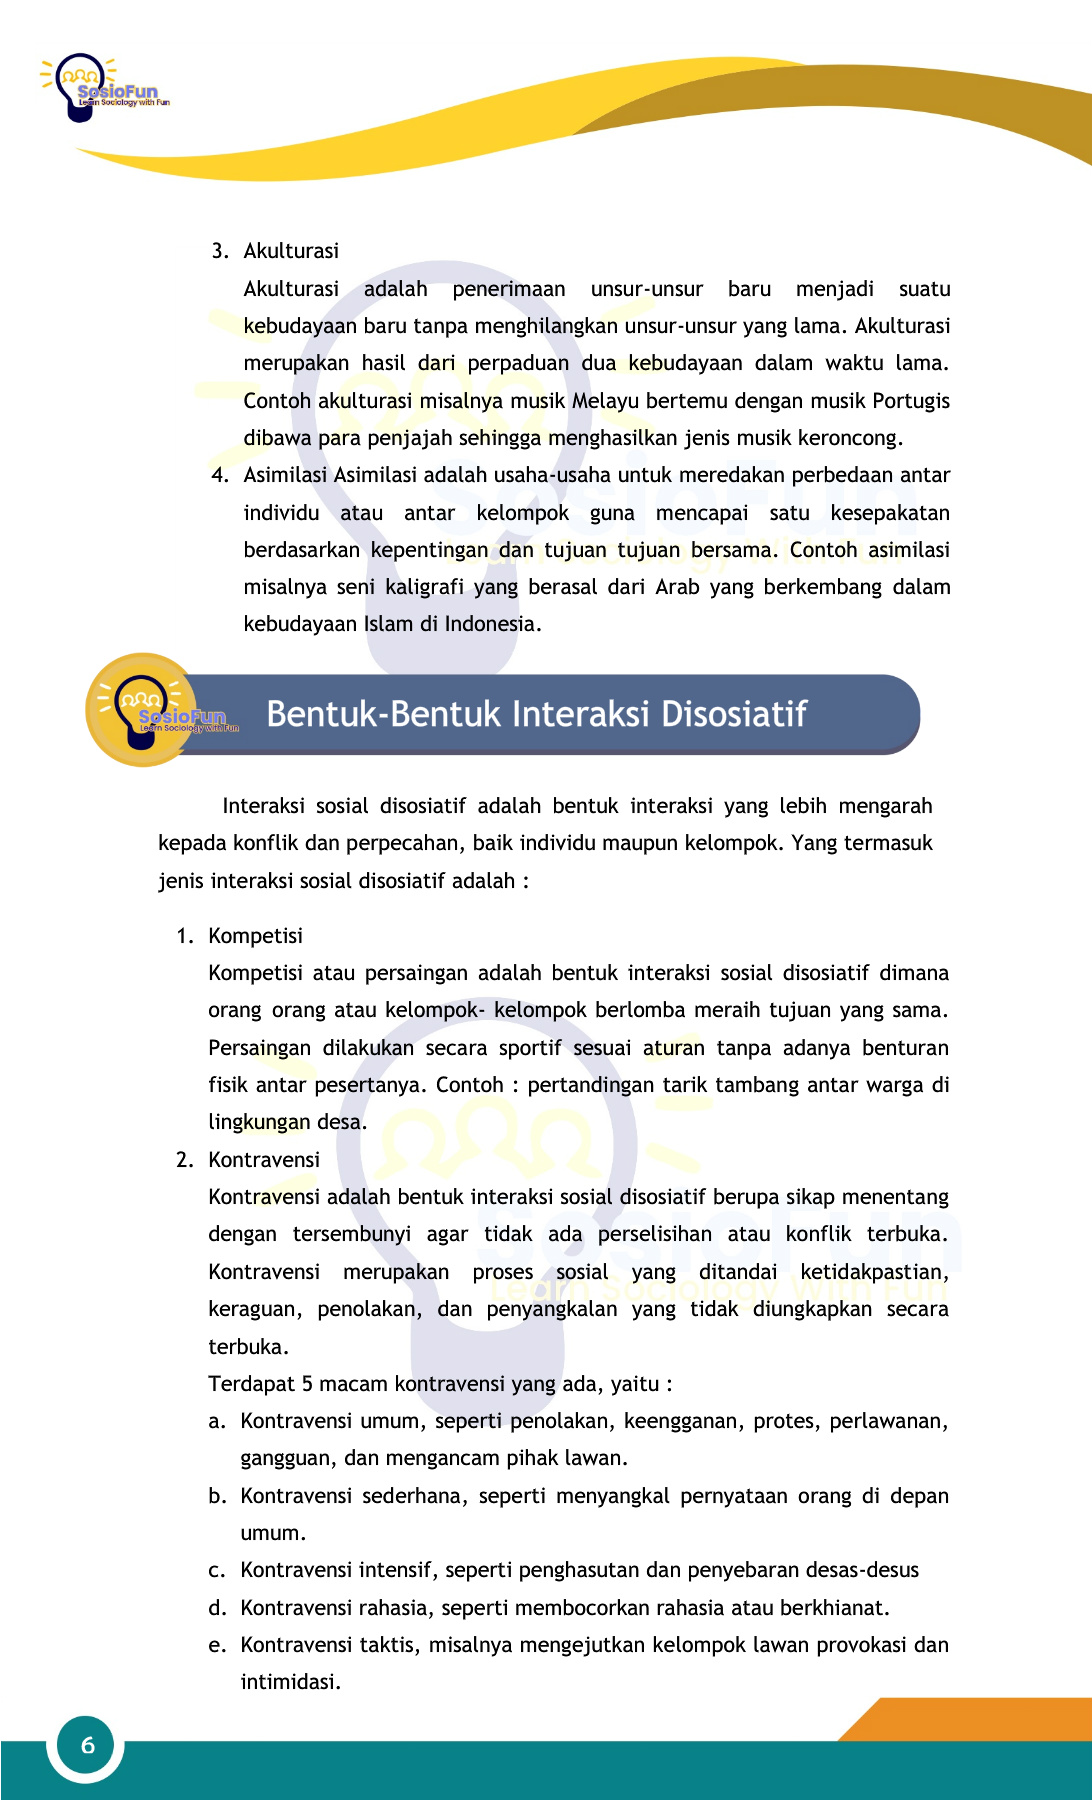 SosioFun
Learn Sociology with Fun
3. Akulturasi
Akulturasi adalah penerimaan unsur-unsur baru menjadi suatu
kebudayaan baru tanpa menghilangkan unsur-unsur yang lama. Akulturasi
merupakan hasil dari perpaduan dua kebudayaan dalam waktu lama.
Contoh akulturasi misalnya musik Melayu bertemu dengan musik Portugis
dibawa para penjajah sehingga menghasilkan jenis musik keroncong.
4. Asimilasi Asimilasi adalah usaha-usaha untuk meredakan perbedaan antar
individu atau antar kelompok guna mencapai satu kesepakatan
berdasarkan kepentingan dan tujuan tujuan bersama. Contoh asimilasi
misalnya seni kaligrafi yang berasal dari Arab yang berkembang dalam
kebudayaan Islam di Indonesia.
SosioFun
Learn Sociology With Fun
SosioFun
Learn Sociology with Fun
Bentuk-Bentuk Interaksi Disosiatif
Interaksi sosial disosiatif adalah bentuk interaksi yang lebih mengarah
kepada konflik dan perpecahan, baik individu maupun kelompok. Yang termasuk
jenis interaksi sosial disosiatif adalah :
1. Kompetisi
Kompetisi atau persaingan adalah bentuk interaksi sosial disosiatif dimana
orang orang atau kelompok- kelompok berlomba meraih tujuan yang sama.
Persaingan dilakukan secara sportif sesuai aturan tanpa adanya benturan
fisik antar pesertanya. Contoh : pertandingan tarik tambang antar warga di
lingkungan desa.
2. Kontravensi
Kontravensi adalah bentuk interaksi sosial disosiatif berupa sikap menentang
dengan tersembunyi agar tidak ada perselisihan atau konflik terbuka.
Kontravensi merupakan proses sosial yang ditandai ketidakpastian,
keraguan, penolakan, dan penyangkalan yang tidak diungkapkan secara
terbuka.
SosioFun
Learn Sociology With Fun
Terdapat 5 macam kontravensi yang ada, yaitu :
a. Kontravensi umum, seperti penolakan, keengganan, protes, perlawanan,
gangguan, dan mengancam pihak lawan.
b. Kontravensi sederhana, seperti menyangkal pernyataan orang di depan
umum.
c. Kontravensi intensif, seperti penghasutan dan penyebaran desas-desus
d. Kontravensi rahasia, seperti membocorkan rahasia atau berkhianat.
e. Kontravensi taktis, misalnya mengejutkan kelompok lawan provokasi dan
intimidasi.
6